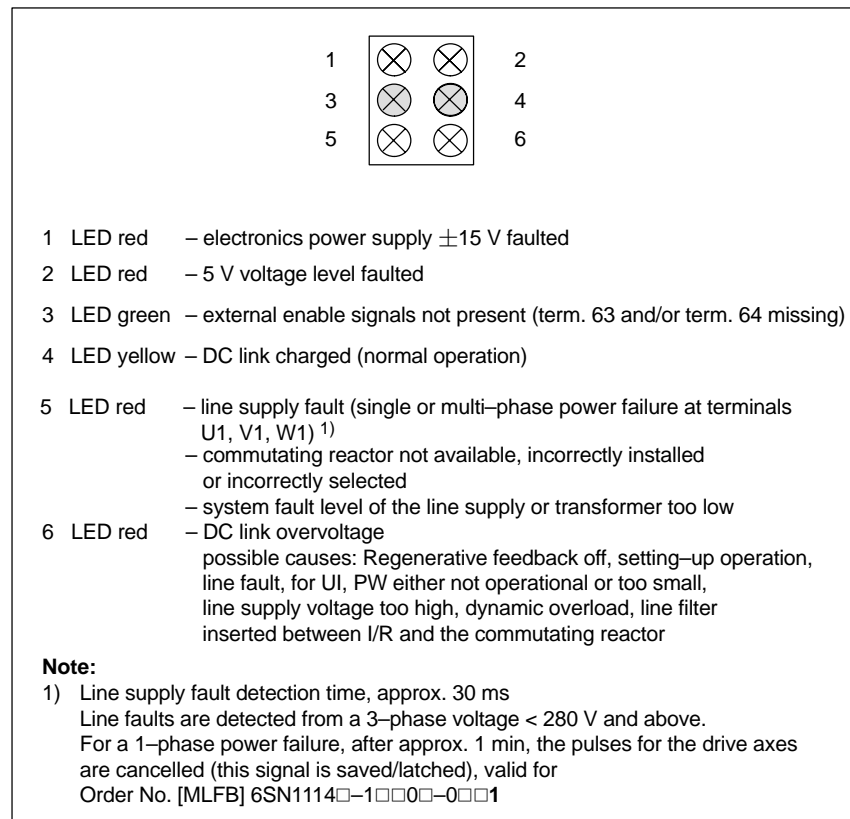 1 2
3 4
5 6
1 LED red – electronics power supply ±15 V faulted
2 LED red – 5 V voltage level faulted
3 LED green – external enable signals not present (term. 63 and/or term. 64 missing)
4 LED yellow – DC link charged (normal operation)
5 LED red – line supply fault (single or multi–phase power failure at terminals
U1, V1, W1) 1)
– commutating reactor not available, incorrectly installed
or incorrectly selected
– system fault level of the line supply or transformer too low
6 LED red – DC link overvoltage
possible causes: Regenerative feedback off, setting–up operation,
line fault, for UI, PW either not operational or too small,
line supply voltage too high, dynamic overload, line filter
inserted between I/R and the commutating reactor
Note:
1) Line supply fault detection time, approx. 30 ms
Line faults are detected from a 3–phase voltage < 280 V and above.
For a 1–phase power failure, after approx. 1 min, the pulses for the drive axes
are cancelled (this signal is saved/latched), valid for
Order No. [MLFB] 6SN1114□–1□□0□–0□□1